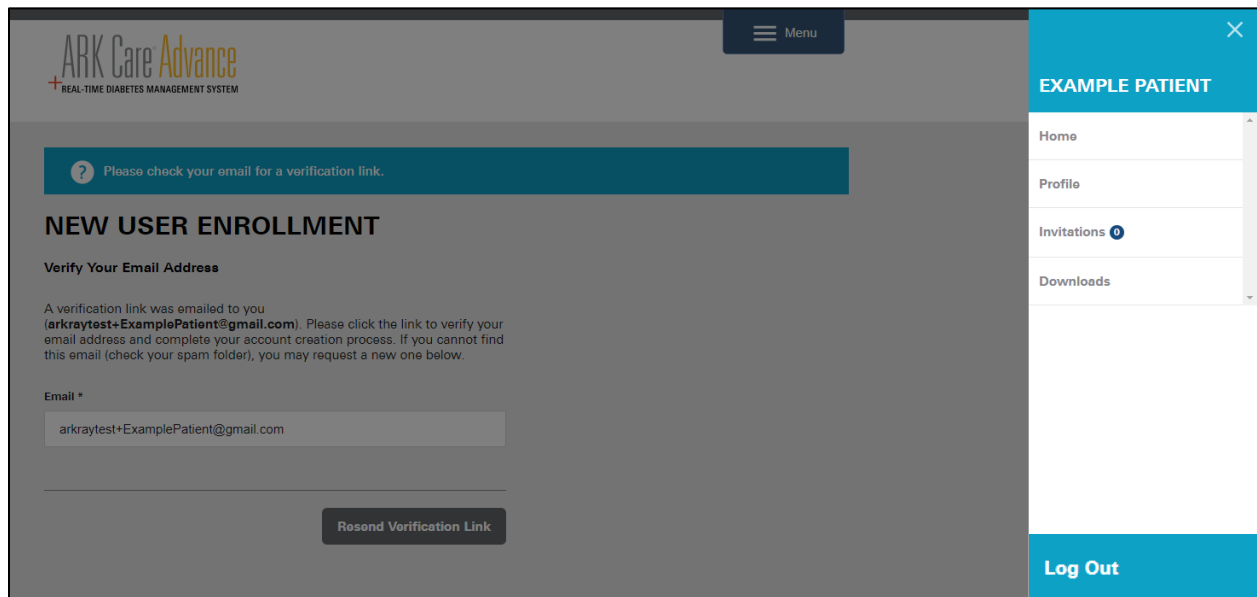 ARK Care Advance
REAL-TIME DIABETES MANAGEMENT SYSTEM
Menu
Please check your email for a verification link.
NEW USER ENROLLMENT
Verify Your Email Address
A verification link was emailed to you
(arkraytest+ExamplePatient@gmail.com). Please click the link to verify your
email address and complete your account creation process. If you cannot find
this email (check your spam folder), you may request a new one below.
Email *
arkraytest+ExamplePatient@gmail.com
Resend Verification Link
EXAMPLE PATIENT
Home
Profile
Invitations 0
Downloads
Log Out